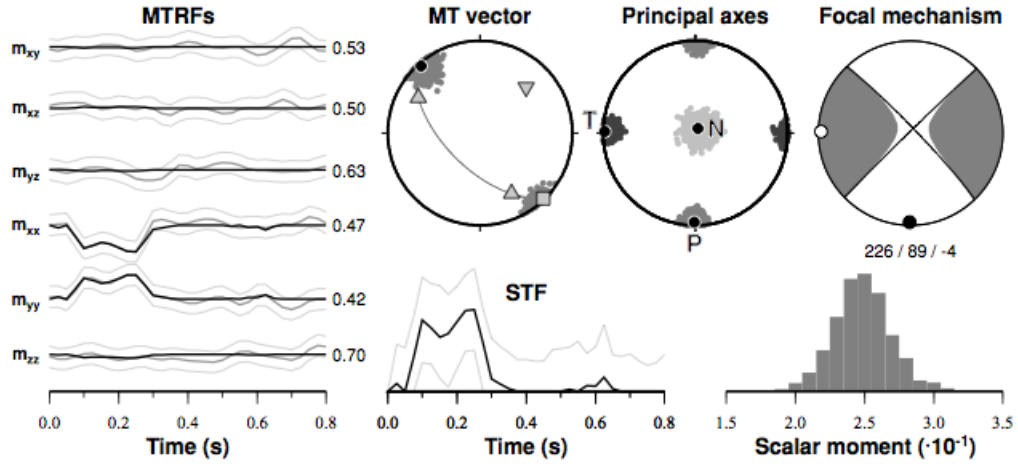 MTRFs
MT vector
Principal axes
Focal mechanism
mxy
0.53
mxz
0.50
myz
0.63
mxx
0.47
myy
0.42
mzz
0.70
T
N
P
226 / 89 / -4
STF
0.0 0.2 0.4 0.6 0.8
Time (s)
0.0 0.2 0.4 0.6 0.8
Time (s)
1.5 2.0 2.5 3.0 3.5
Scalar moment (·10⁻¹)